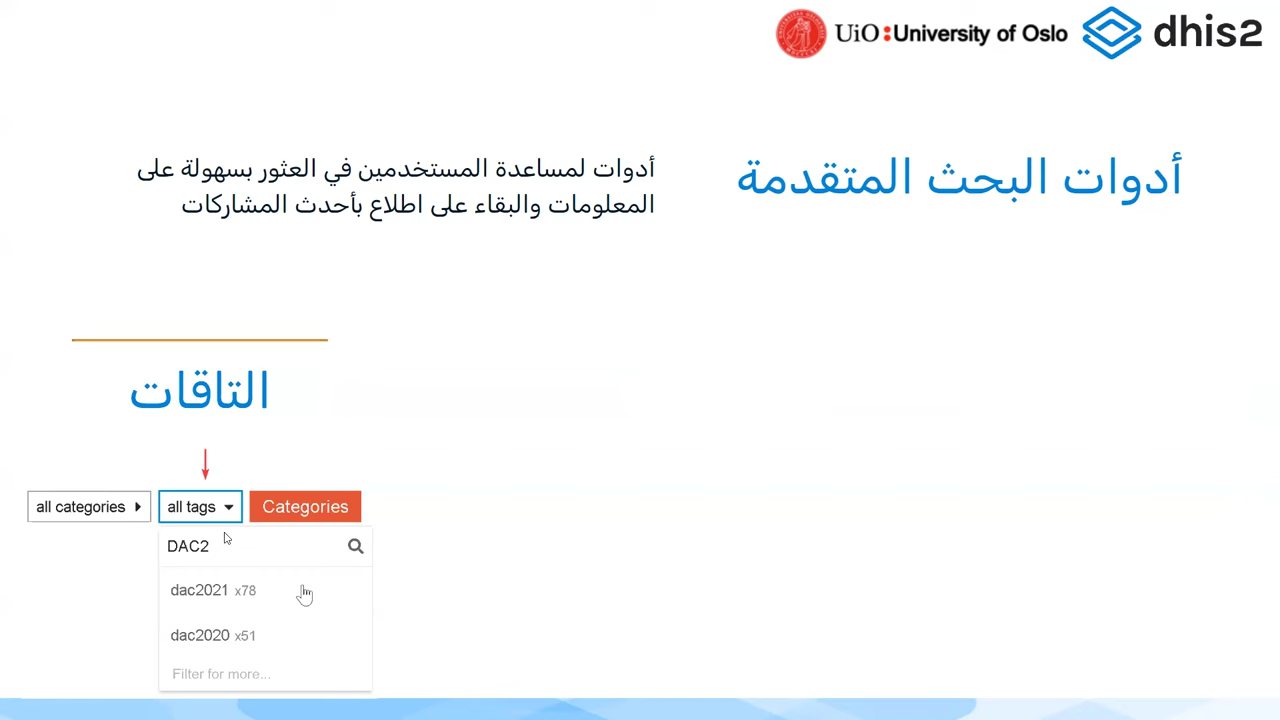 UiO : University of Oslo
dhis2
أدوات البحث المتقدمة
أدوات لمساعدة المستخدمين في العثور بسهولة على
المعلومات والبقاء على اطلاع بأحدث المشاركات
التاقات
all categories
all tags
Categories
DAC2
dac2021 x78
dac2020 x51
Filter for more...